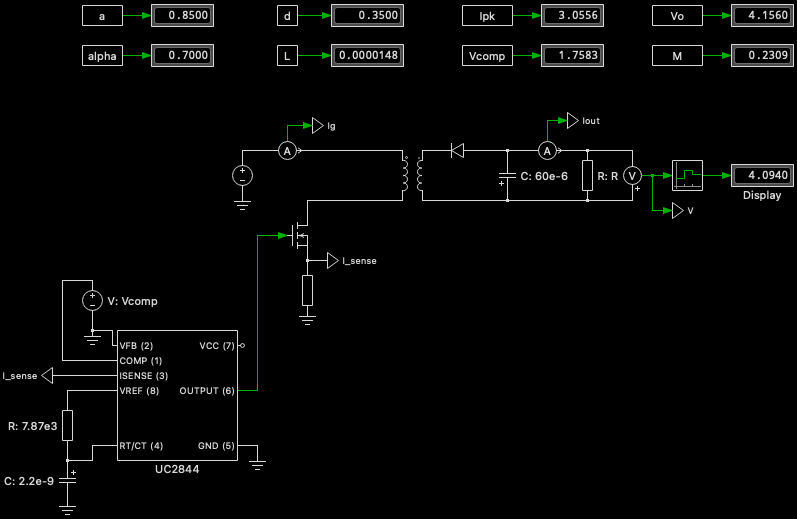 a 0.8500 d 0.3500 Ipk 3.0556 Vo 4.1560
alpha 0.7000 L 0.0000148 Vcomp 1.7583 M 0.2309
Ig
Iout
A
A
C: 60e-6
R: R
V
4.0940
Display
V
I_sense
V: Vcomp
VFB (2)
VCC (7)
COMP (1)
I_sense
ISENSE (3)
VREF (8)
OUTPUT (6)
R: 7.87e3
RT/CT (4)
GND (5)
UC2844
C: 2.2e-9